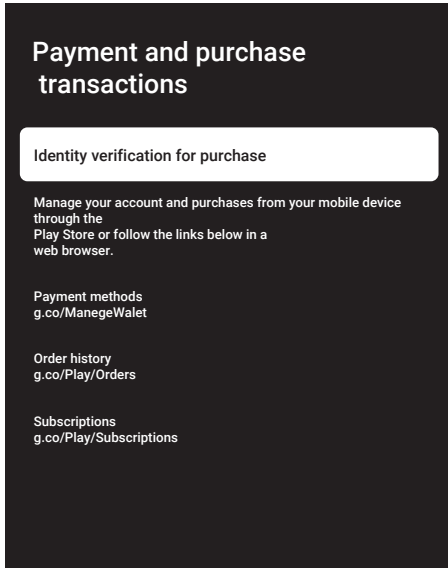 Payment and purchase
transactions
Identity verification for purchase
Manage your account and purchases from your mobile device
through the
Play Store or follow the links below in a
web browser.
Payment methods
g.co/ManegeWalet
Order history
g.co/Play/Orders
Subscriptions
g.co/Play/Subscriptions